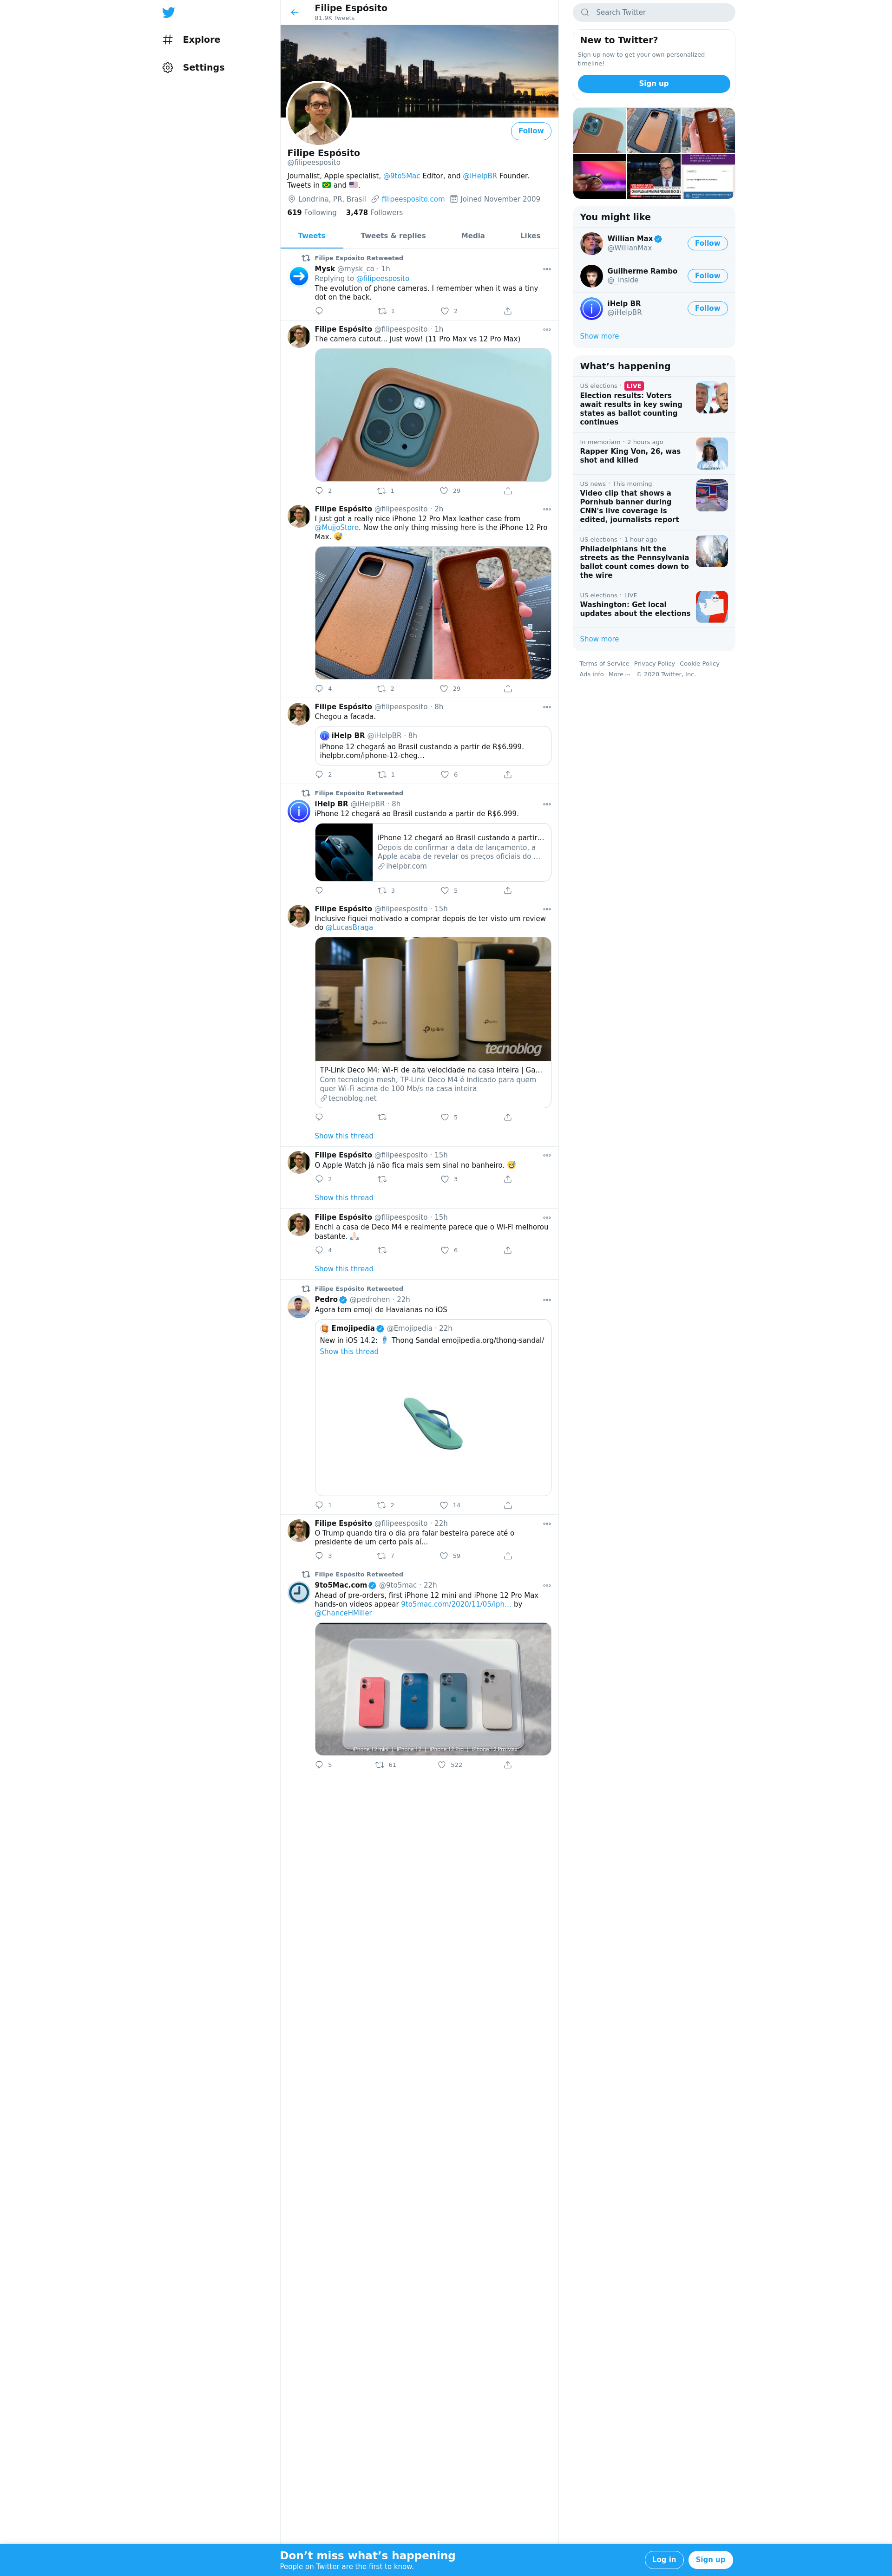 Explore
Settings
Filipe Espósito
81.9K Tweets
Follow
Filipe Espósito
@filipeesposito
Journalist, Apple specialist, @9to5Mac Editor, and @iHelpBR Founder.
Tweets in 🇧🇷 and 🇺🇸.
Londrina, PR, Brasil filipeesposito.com Joined November 2009
619 Following 3,478 Followers
Tweets Tweets & replies Media Likes
Filipe Espósito Retweeted
Mysk @mysk_co · 1h
Replying to @filipeesposito
The evolution of phone cameras. I remember when it was a tiny
dot on the back.
1 2
Filipe Espósito @filipeesposito · 1h
The camera cutout... just wow! (11 Pro Max vs 12 Pro Max)
2 1 29
Filipe Espósito @filipeesposito · 2h
I just got a really nice iPhone 12 Pro Max leather case from
@MujjoStore. Now the only thing missing here is the iPhone 12 Pro
Max. 😅
4 2 29
Filipe Espósito @filipeesposito · 8h
Chegou a facada.
iHelp BR @iHelpBR · 8h
iPhone 12 chegará ao Brasil custando a partir de R$6.999.
ihelpbr.com/iphone-12-cheg…
2 1 6
Filipe Espósito Retweeted
iHelp BR @iHelpBR · 8h
iPhone 12 chegará ao Brasil custando a partir de R$6.999.
iPhone 12 chegará ao Brasil custando a partir…
Depois de confirmar a data de lançamento, a
Apple acaba de revelar os preços oficiais do …
ihelpbr.com
3 5
Filipe Espósito @filipeesposito · 15h
Inclusive fiquei motivado a comprar depois de ter visto um review
do @LucasBraga
tp-link
tecnoblog
TP-Link Deco M4: Wi-Fi de alta velocidade na casa inteira | Ga…
Com tecnologia mesh, TP-Link Deco M4 é indicado para quem
quer Wi-Fi acima de 100 Mb/s na casa inteira
tecnoblog.net
5
Show this thread
Filipe Espósito @filipeesposito · 15h
O Apple Watch já não fica mais sem sinal no banheiro. 😅
2 3
Show this thread
Filipe Espósito @filipeesposito · 15h
Enchi a casa de Deco M4 e realmente parece que o Wi-Fi melhorou
bastante. 🙏🏻
4 6
Show this thread
Filipe Espósito Retweeted
Pedro @pedrohen · 22h
Agora tem emoji de Havaianas no iOS
Emojipedia @Emojipedia · 22h
New in iOS 14.2: 🩴 Thong Sandal emojipedia.org/thong-sandal/
Show this thread
1 2 14
Filipe Espósito @filipeesposito · 22h
O Trump quando tira o dia pra falar besteira parece até o
presidente de um certo país aí…
3 7 59
Filipe Espósito Retweeted
9to5Mac.com @9to5mac · 22h
Ahead of pre-orders, first iPhone 12 mini and iPhone 12 Pro Max
hands-on videos appear 9to5mac.com/2020/11/05/iph… by
@ChanceHMiller
5 61 522
Search Twitter
New to Twitter?
Sign up now to get your own personalized
timeline!
Sign up
You might like
Willian Max
@WillianMax
Follow
Guilherme Rambo
@_inside
Follow
iHelp BR
@iHelpBR
Follow
Show more
What's happening
US elections · LIVE
Election results: Voters
await results in key swing
states as ballot counting
continues
In memoriam · 2 hours ago
Rapper King Von, 26, was
shot and killed
US news · This morning
Video clip that shows a
Pornhub banner during
CNN's live coverage is
edited, journalists report
US elections · 1 hour ago
Philadelphians hit the
streets as the Pennsylvania
ballot count comes down to
the wire
US elections · LIVE
Washington: Get local
updates about the elections
Show more
Terms of Service Privacy Policy Cookie Policy
Ads info More ··· © 2020 Twitter, Inc.
Don't miss what's happening
People on Twitter are the first to know.
Log in Sign up